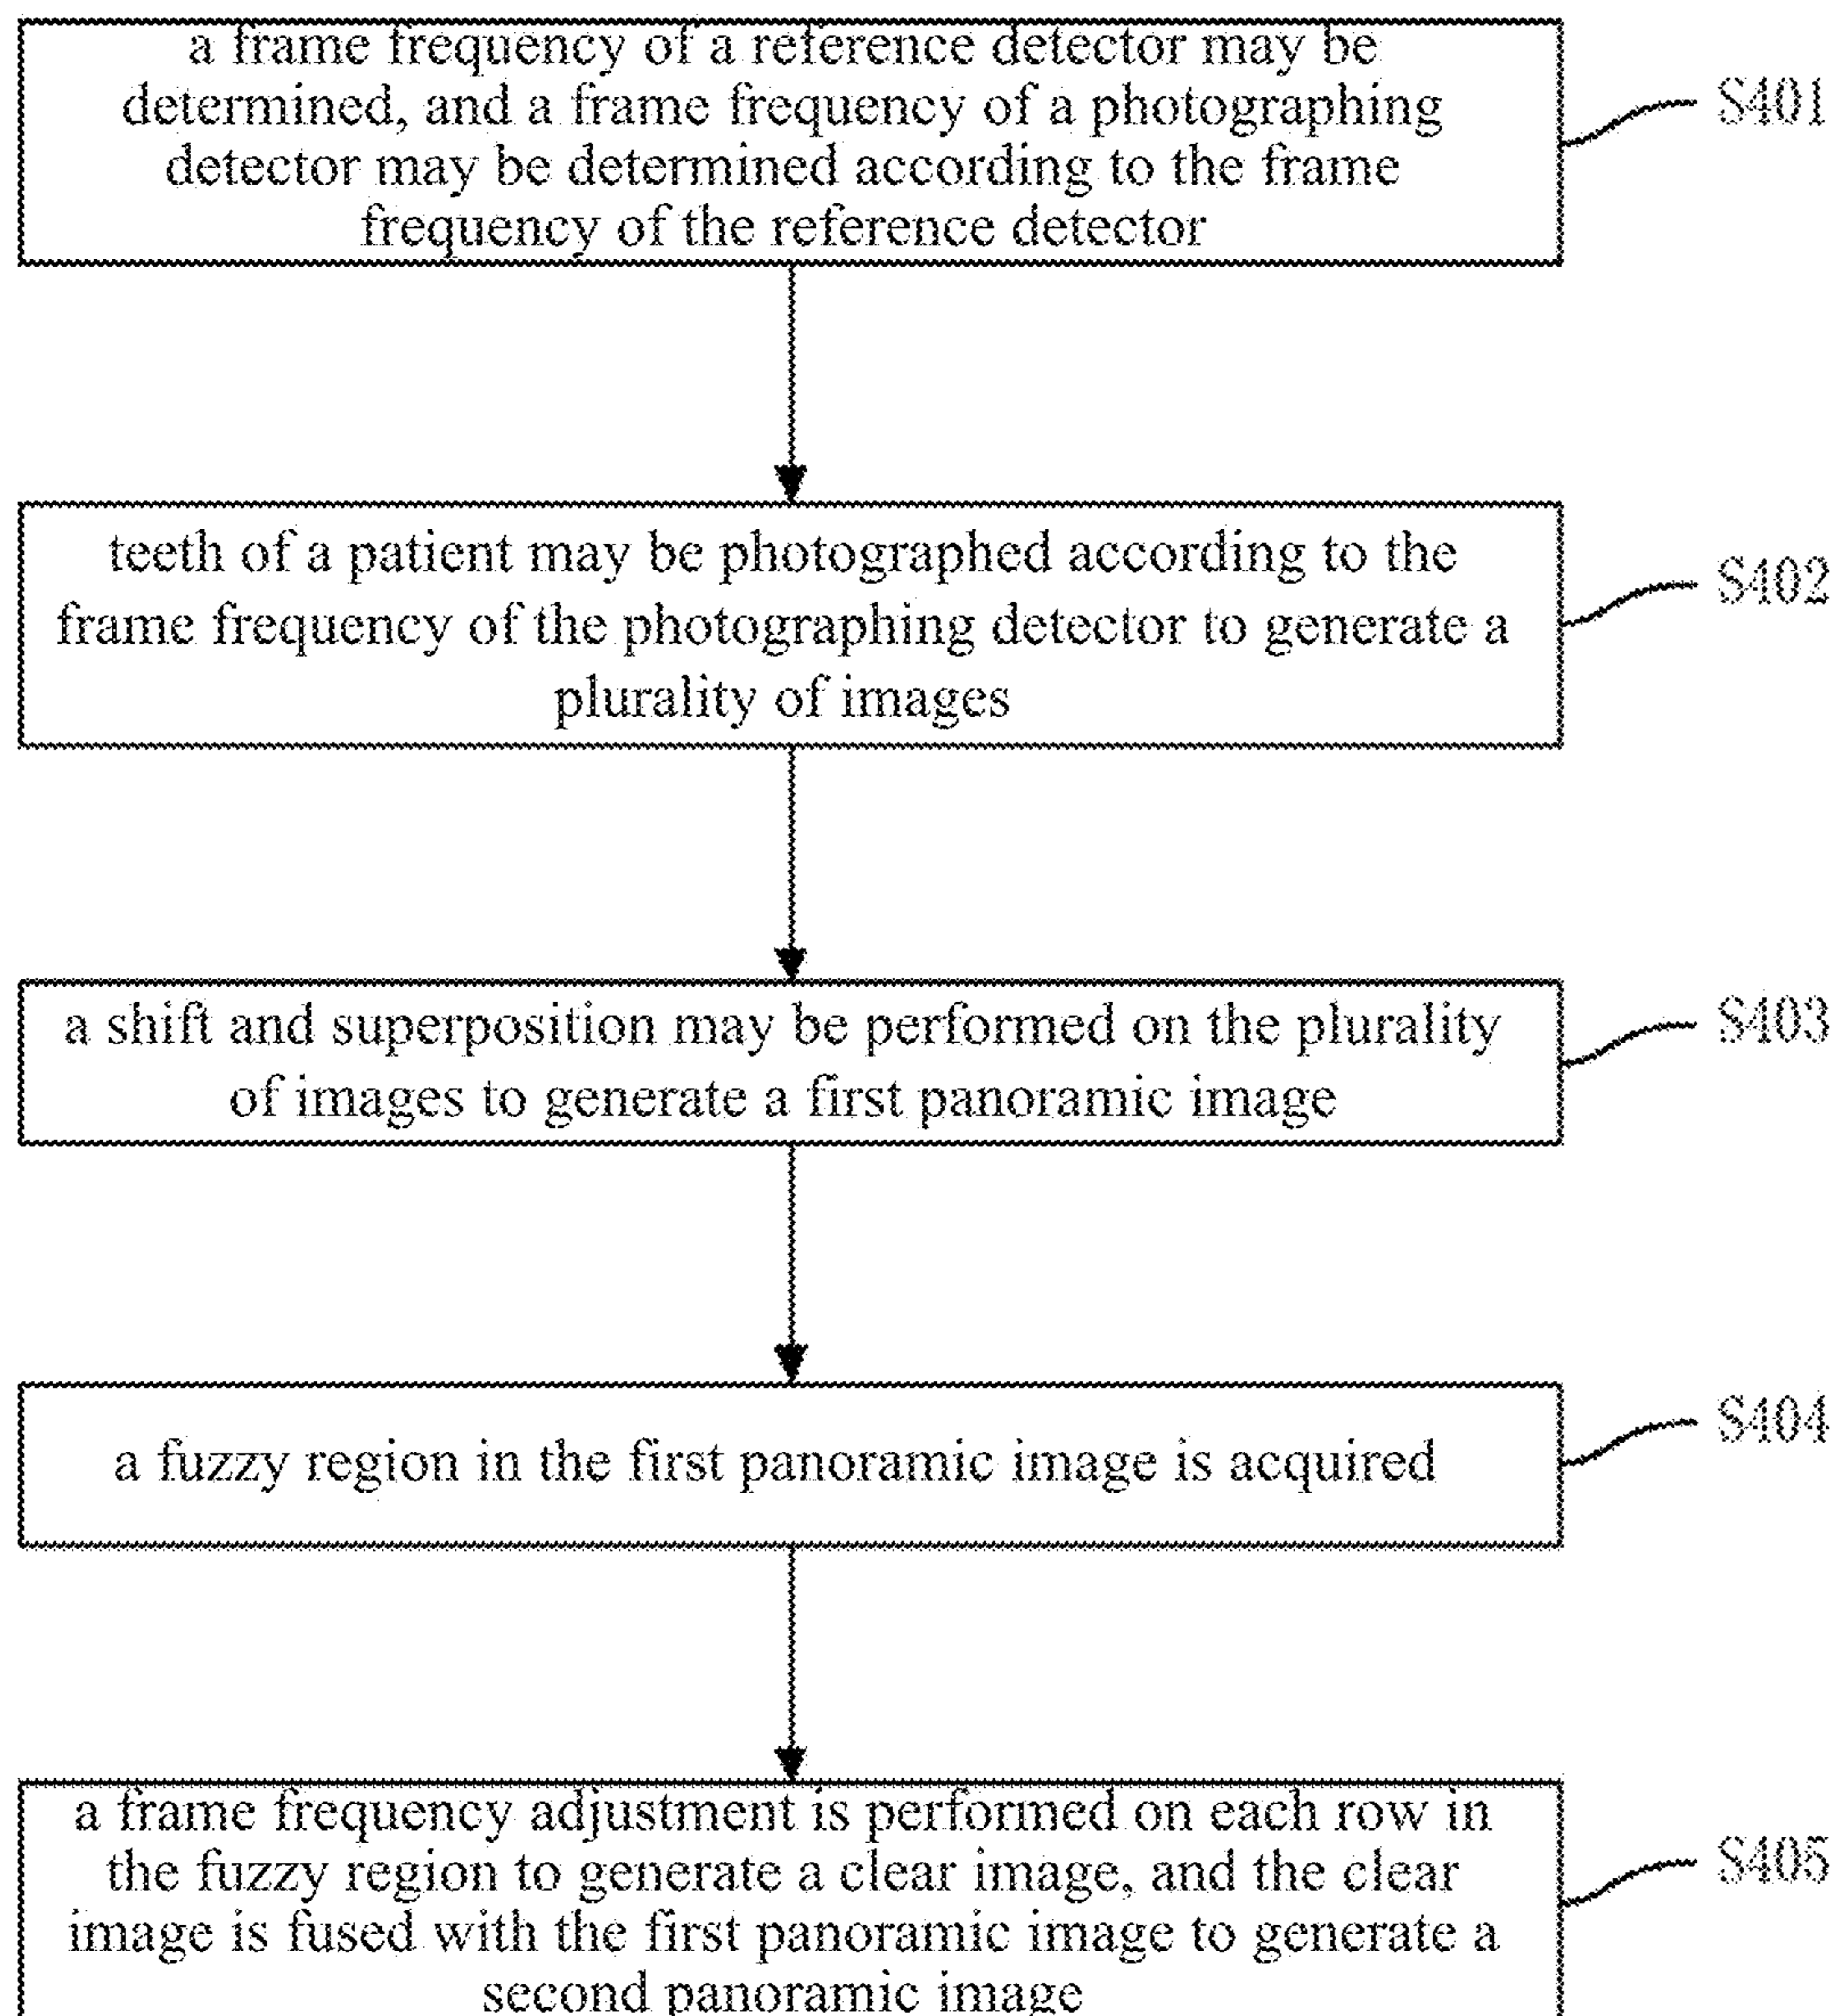 a frame frequency of a reference detector may be
determined, and a frame frequency of a photographing
detector may be determined according to the frame
frequency of the reference detector
S401
teeth of a patient may be photographed according to the
frame frequency of the photographing detector to generate a
plurality of images
S402
a shift and superposition may be performed on the plurality
of images to generate a first panoramic image
S403
a fuzzy region in the first panoramic image is acquired
S404
a frame frequency adjustment is performed on each row in
the fuzzy region to generate a clear image, and the clear
image is fused with the first panoramic image to generate a
second panoramic image
S405